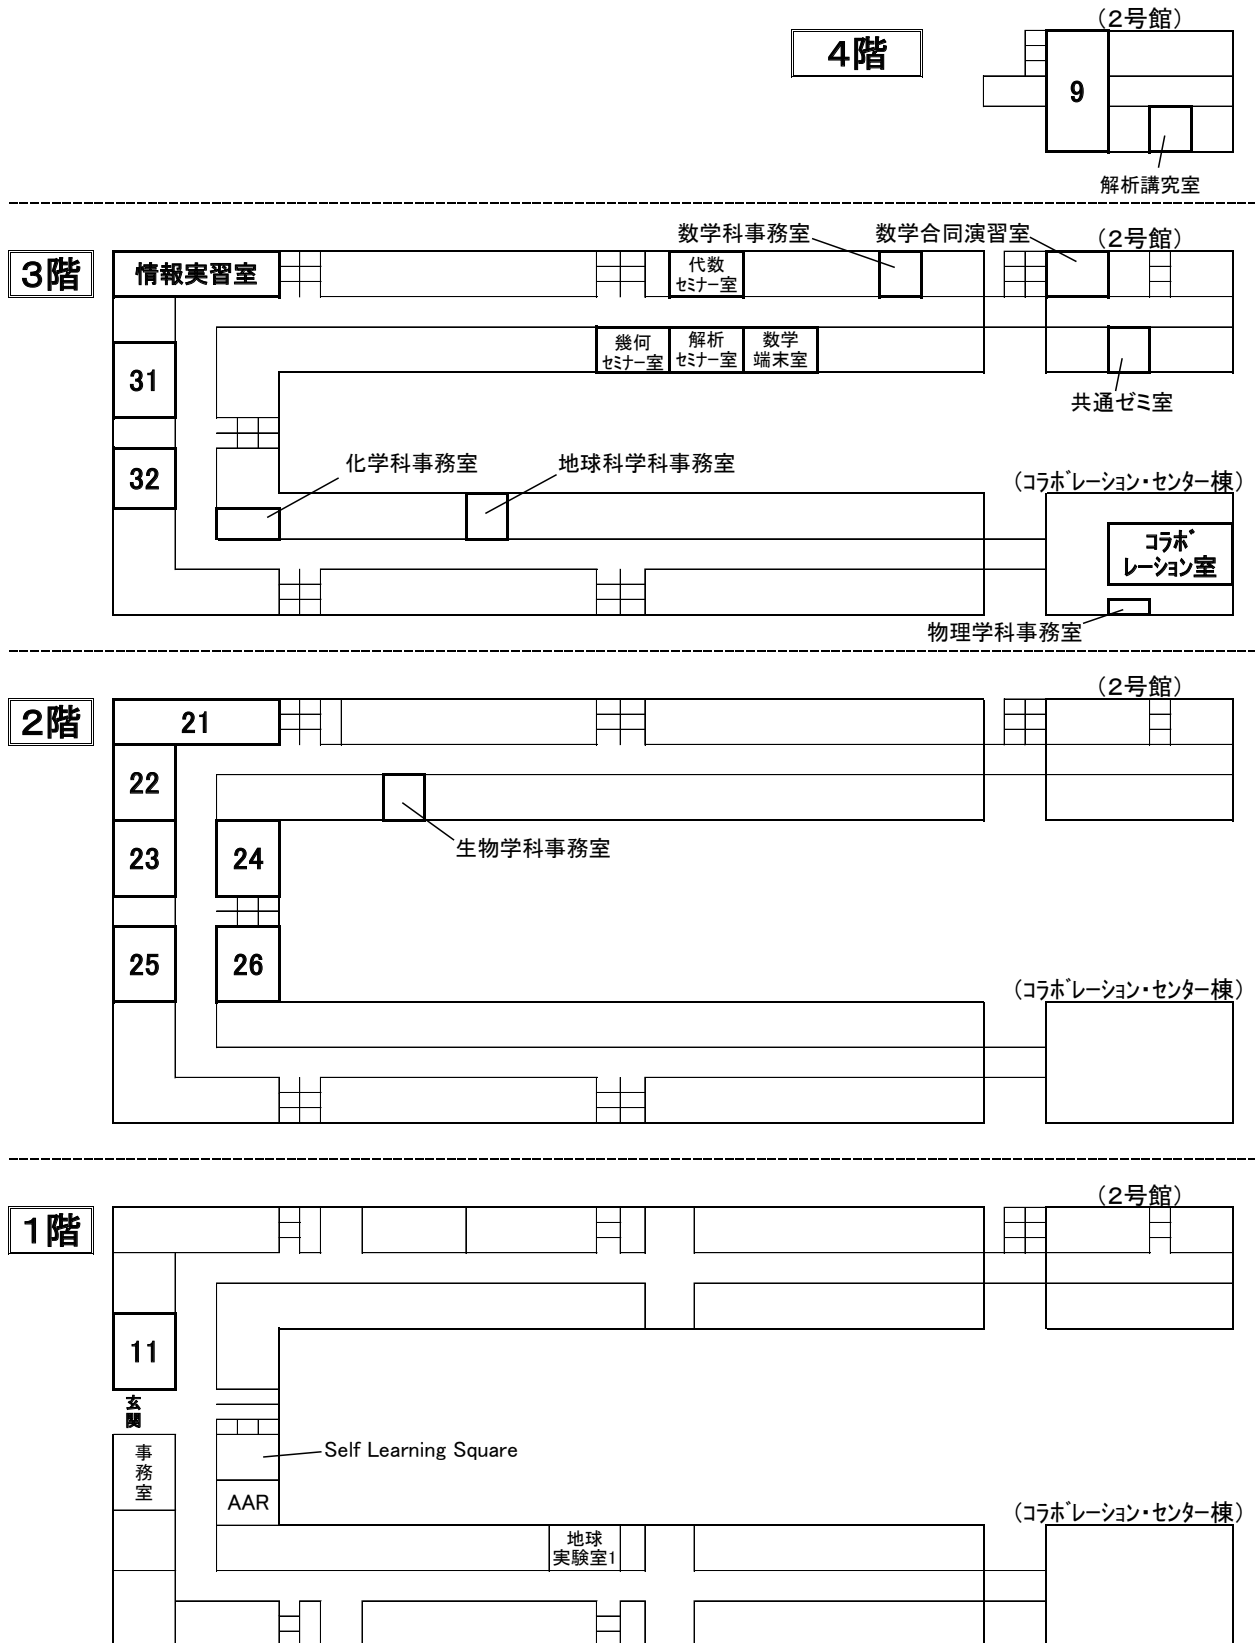 （２号館）
４階
9
解析講究室
数学科事務室
数学合同演習室
（２号館）
３階
情報実習室
代数
ｾﾐﾅｰ室
幾何
ｾﾐﾅｰ室
解析
ｾﾐﾅｰ室
数学
端末室
31
共通ゼミ室
32
化学科事務室
地球科学科事務室
（ｺﾗﾎﾞﾚｰｼｮﾝ・ｾﾝﾀｰ棟）
ｺﾗﾎﾞ
ﾚｰｼｮﾝ室
物理学科事務室
（２号館）
２階
21
22
生物学科事務室
23
24
25
26
（ｺﾗﾎﾞﾚｰｼｮﾝ・ｾﾝﾀｰ棟）
（２号館）
１階
11
玄
関
事
務
室
Self Learning Square
AAR
（ｺﾗﾎﾞﾚｰｼｮﾝ・ｾﾝﾀｰ棟）
地球
実験室1